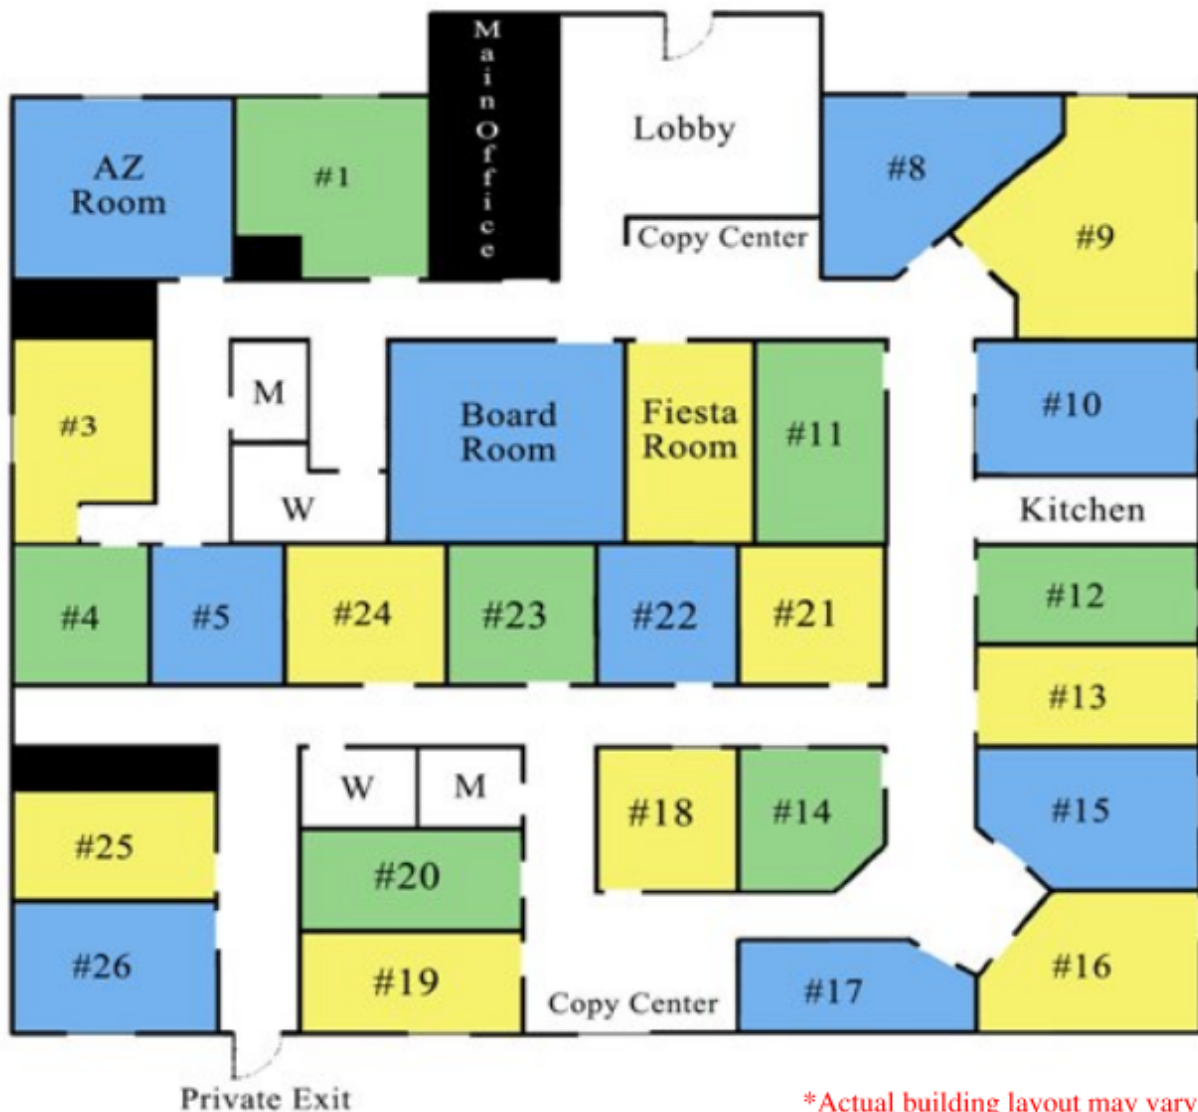 Main Office
Lobby
AZ
Room
#1
#8
Copy Center
#9
M
#3
Board
Room
Fiesta
Room
#11
#10
W
Kitchen
#4
#5
#24
#23
#22
#21
#12
#13
W
M
#18
#14
#15
#25
#20
#26
#19
Copy Center
#17
#16
Private Exit
*Actual building layout may vary